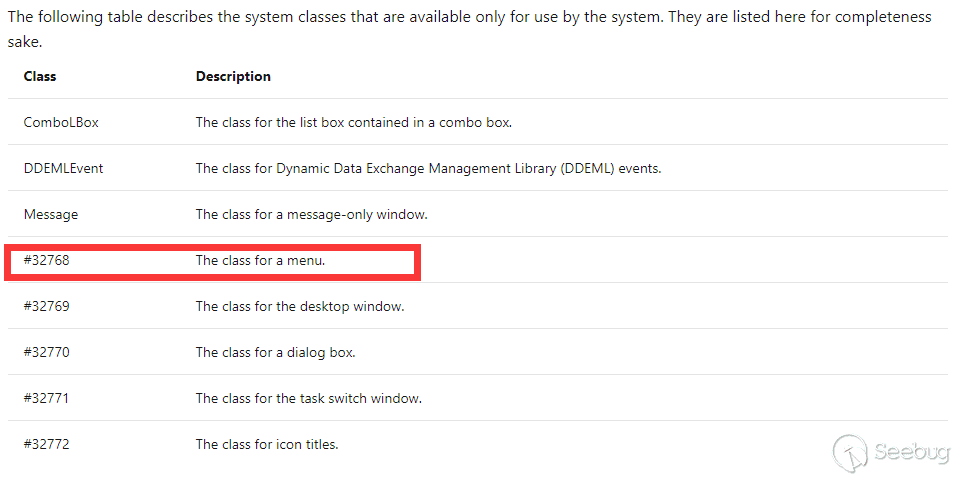 The following table describes the system classes that are available only for use by the system. They are listed here for completeness
sake.
Class Description
ComboLBox The class for the list box contained in a combo box.
DDEMLEvent The class for Dynamic Data Exchange Management Library (DDEML) events.
Message The class for a message-only window.
#32768 The class for a menu.
#32769 The class for the desktop window.
#32770 The class for a dialog box.
#32771 The class for the task switch window.
#32772 The class for icon titles.
Seebug